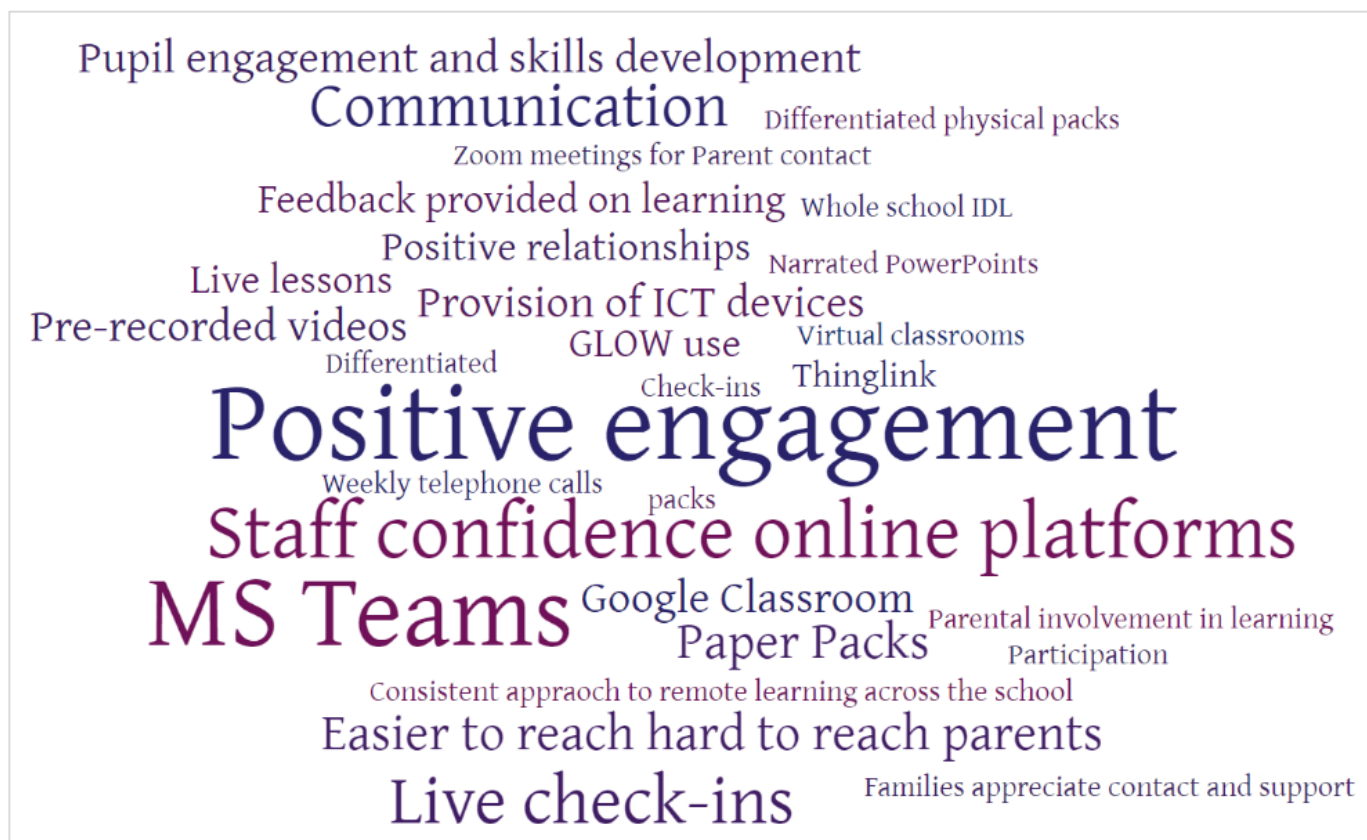 Pupil engagement and skills development
Communication
Differentiated physical packs
Zoom meetings for Parent contact
Feedback provided on learning
Whole school IDL
Positive relationships
Narrated PowerPoints
Live lessons
Provision of ICT devices
Pre-recorded videos
GLOW use
Virtual classrooms
Differentiated
Check-ins
Thinglink
Positive engagement
Weekly telephone calls
packs
Staff confidence online platforms
MS Teams
Google Classroom
Parental involvement in learning
Paper Packs
Participation
Consistent appraoch to remote learning across the school
Easier to reach hard to reach parents
Live check-ins
Families appreciate contact and support